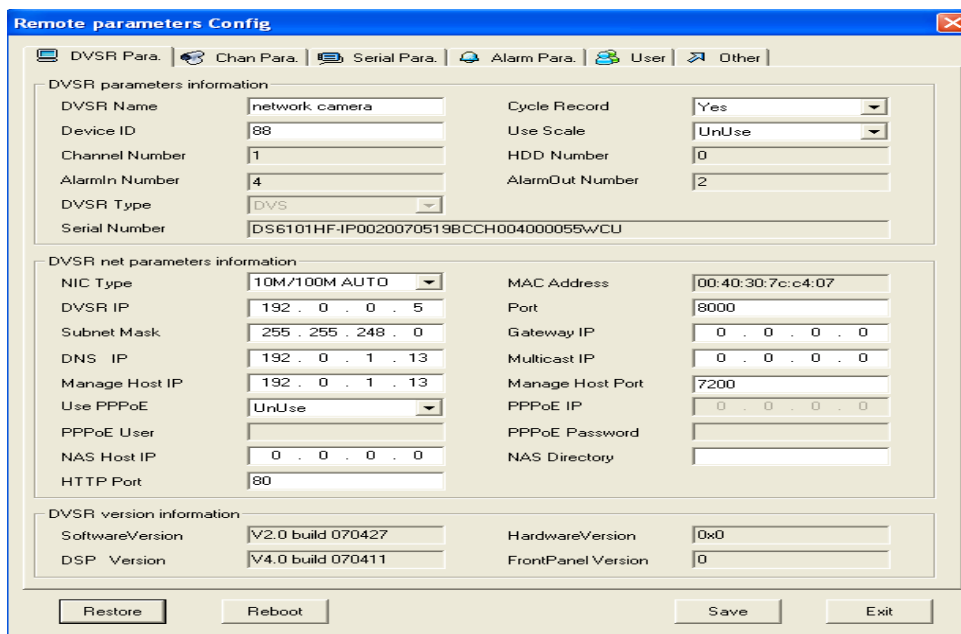 Remote parameters Config
DVSR Para. Chan Para. Serial Para. Alarm Para. User Other
DVSR parameters information
DVSR Name network camera Cycle Record Yes
Device ID 88 Use Scale UnUse
Channel Number 1 HDD Number 0
AlarmIn Number 4 AlarmOut Number 2
DVSR Type DVS
Serial Number DS6101HF-IP0020070519BCCH004000055WCU
DVSR net parameters information
NIC Type 10M/100M AUTO MAC Address 00:40:30:7c:c4:07
DVSR IP 192 . 0 . 0 . 5 Port 8000
Subnet Mask 255 . 255 . 248 . 0 Gateway IP 0 . 0 . 0 . 0
DNS IP 192 . 0 . 1 . 13 Multicast IP 0 . 0 . 0 . 0
Manage Host IP 192 . 0 . 1 . 13 Manage Host Port 7200
Use PPPoE UnUse PPPoE IP 0 . 0 . 0 . 0
PPPoE User PPPoE Password
NAS Host IP 0 . 0 . 0 . 0 NAS Directory
HTTP Port 80
DVSR version information
SoftwareVersion V2.0 build 070427 HardwareVersion 0x0
DSP Version V4.0 build 070411 FrontPanel Version 0
Restore Reboot Save Exit